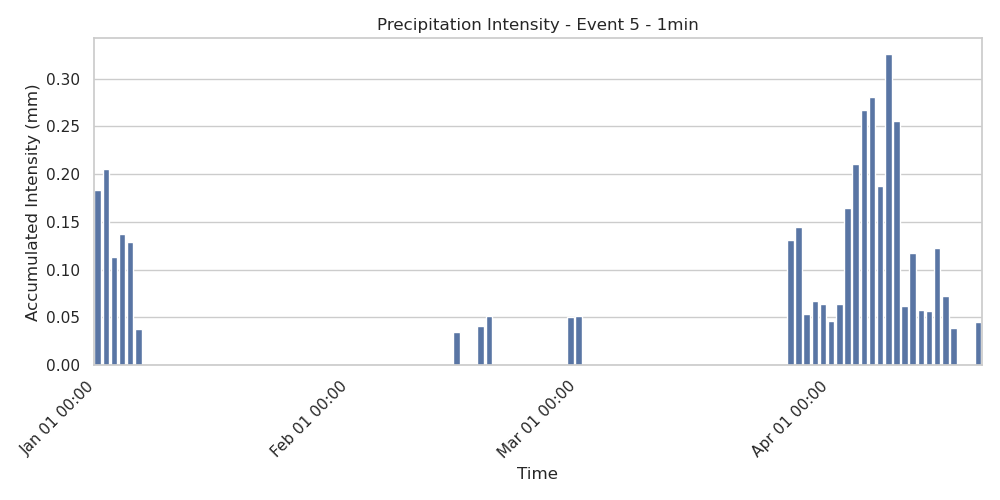 Precipitation Intensity - Event 5 - 1min
Accumulated Intensity (mm)
0.30
0.25
0.20
0.15
0.10
0.05
0.00
Jan 01 00:00
Feb 01 00:00
Mar 01 00:00
Apr 01 00:00
Time